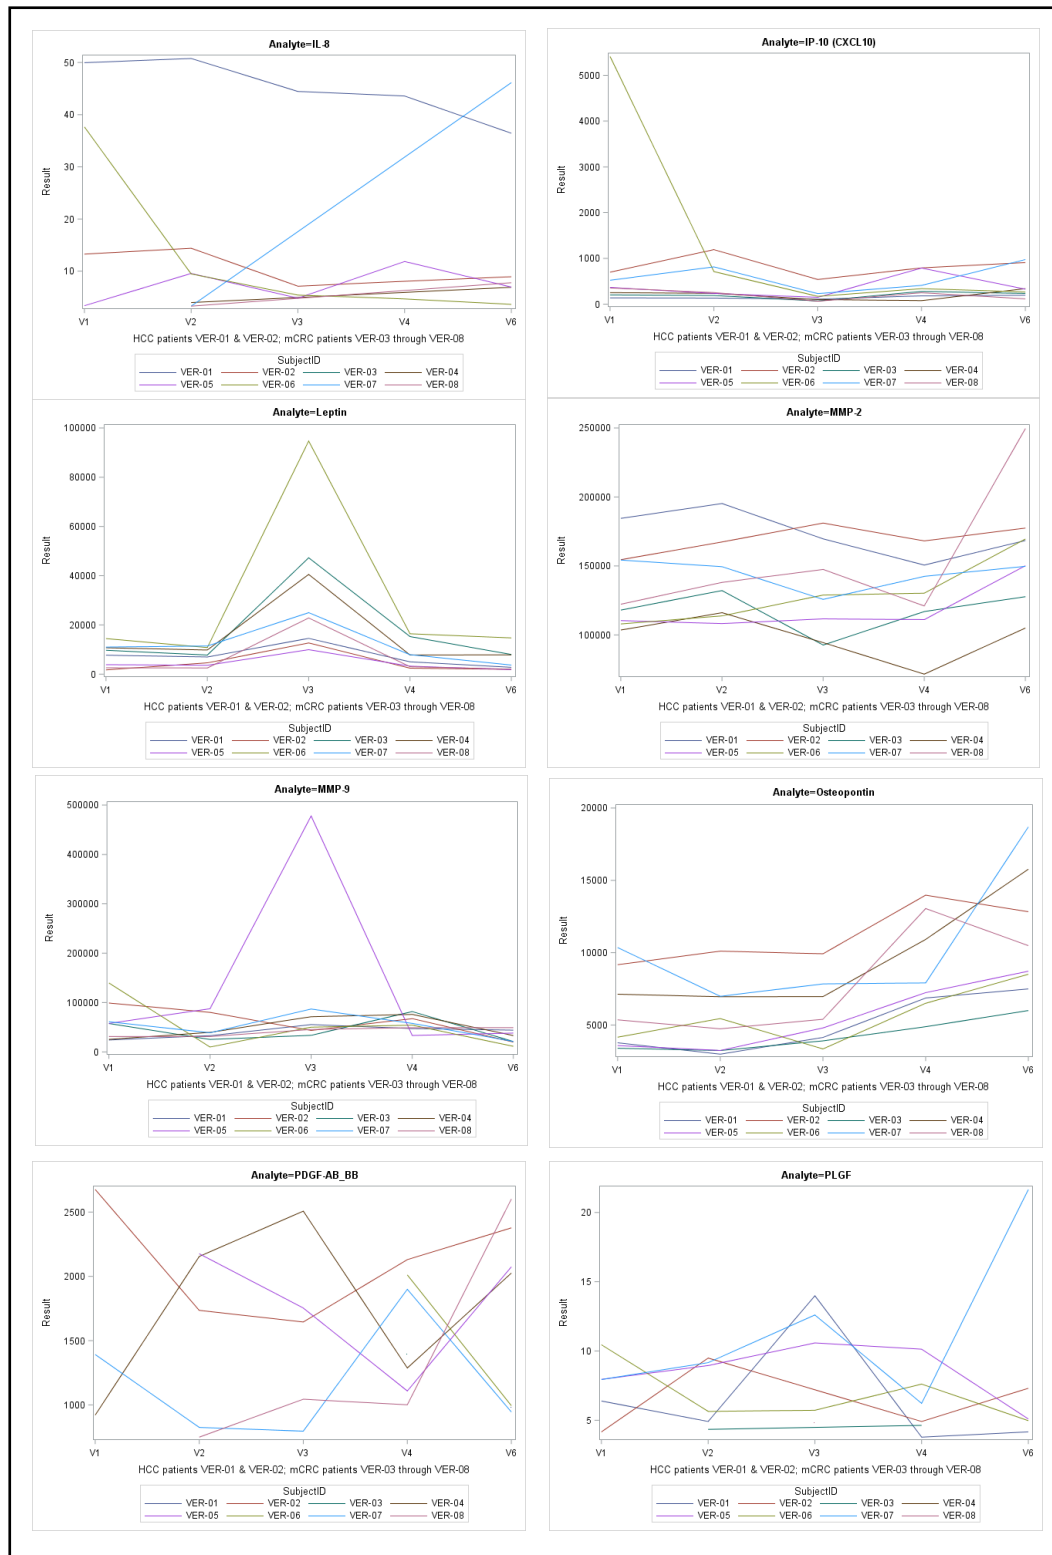 Analyte=IL-8
Result
50
40
30
20
10
V1 V2 V3 V4 V6
HCC patients VER-01 & VER-02; mCRC patients VER-03 through VER-08
SubjectID
VER-01 VER-02 VER-03 VER-04
VER-05 VER-06 VER-07 VER-08
Analyte=IP-10 (CXCL10)
Result
5000
4000
3000
2000
1000
0
V1 V2 V3 V4 V6
HCC patients VER-01 & VER-02; mCRC patients VER-03 through VER-08
SubjectID
VER-01 VER-02 VER-03 VER-04
VER-05 VER-06 VER-07 VER-08
Analyte=Leptin
Result
100000
80000
60000
40000
20000
0
V1 V2 V3 V4 V6
HCC patients VER-01 & VER-02; mCRC patients VER-03 through VER-08
SubjectID
VER-01 VER-02 VER-03 VER-04
VER-05 VER-06 VER-07 VER-08
Analyte=MMP-2
Result
250000
200000
150000
100000
V1 V2 V3 V4 V6
HCC patients VER-01 & VER-02; mCRC patients VER-03 through VER-08
SubjectID
VER-01 VER-02 VER-03 VER-04
VER-05 VER-06 VER-07 VER-08
Analyte=MMP-9
Result
500000
400000
300000
200000
100000
0
V1 V2 V3 V4 V6
HCC patients VER-01 & VER-02; mCRC patients VER-03 through VER-08
SubjectID
VER-01 VER-02 VER-03 VER-04
VER-05 VER-06 VER-07 VER-08
Analyte=Osteopontin
Result
20000
15000
10000
5000
V1 V2 V3 V4 V6
HCC patients VER-01 & VER-02; mCRC patients VER-03 through VER-08
SubjectID
VER-01 VER-02 VER-03 VER-04
VER-05 VER-06 VER-07 VER-08
Analyte=PDGF-AB_BB
Result
2500
2000
1500
1000
V1 V2 V3 V4 V6
HCC patients VER-01 & VER-02; mCRC patients VER-03 through VER-08
SubjectID
VER-01 VER-02 VER-03 VER-04
VER-05 VER-06 VER-07 VER-08
Analyte=PLGF
Result
20
15
10
5
V1 V2 V3 V4 V6
HCC patients VER-01 & VER-02; mCRC patients VER-03 through VER-08
SubjectID
VER-01 VER-02 VER-03 VER-04
VER-05 VER-06 VER-07 VER-08